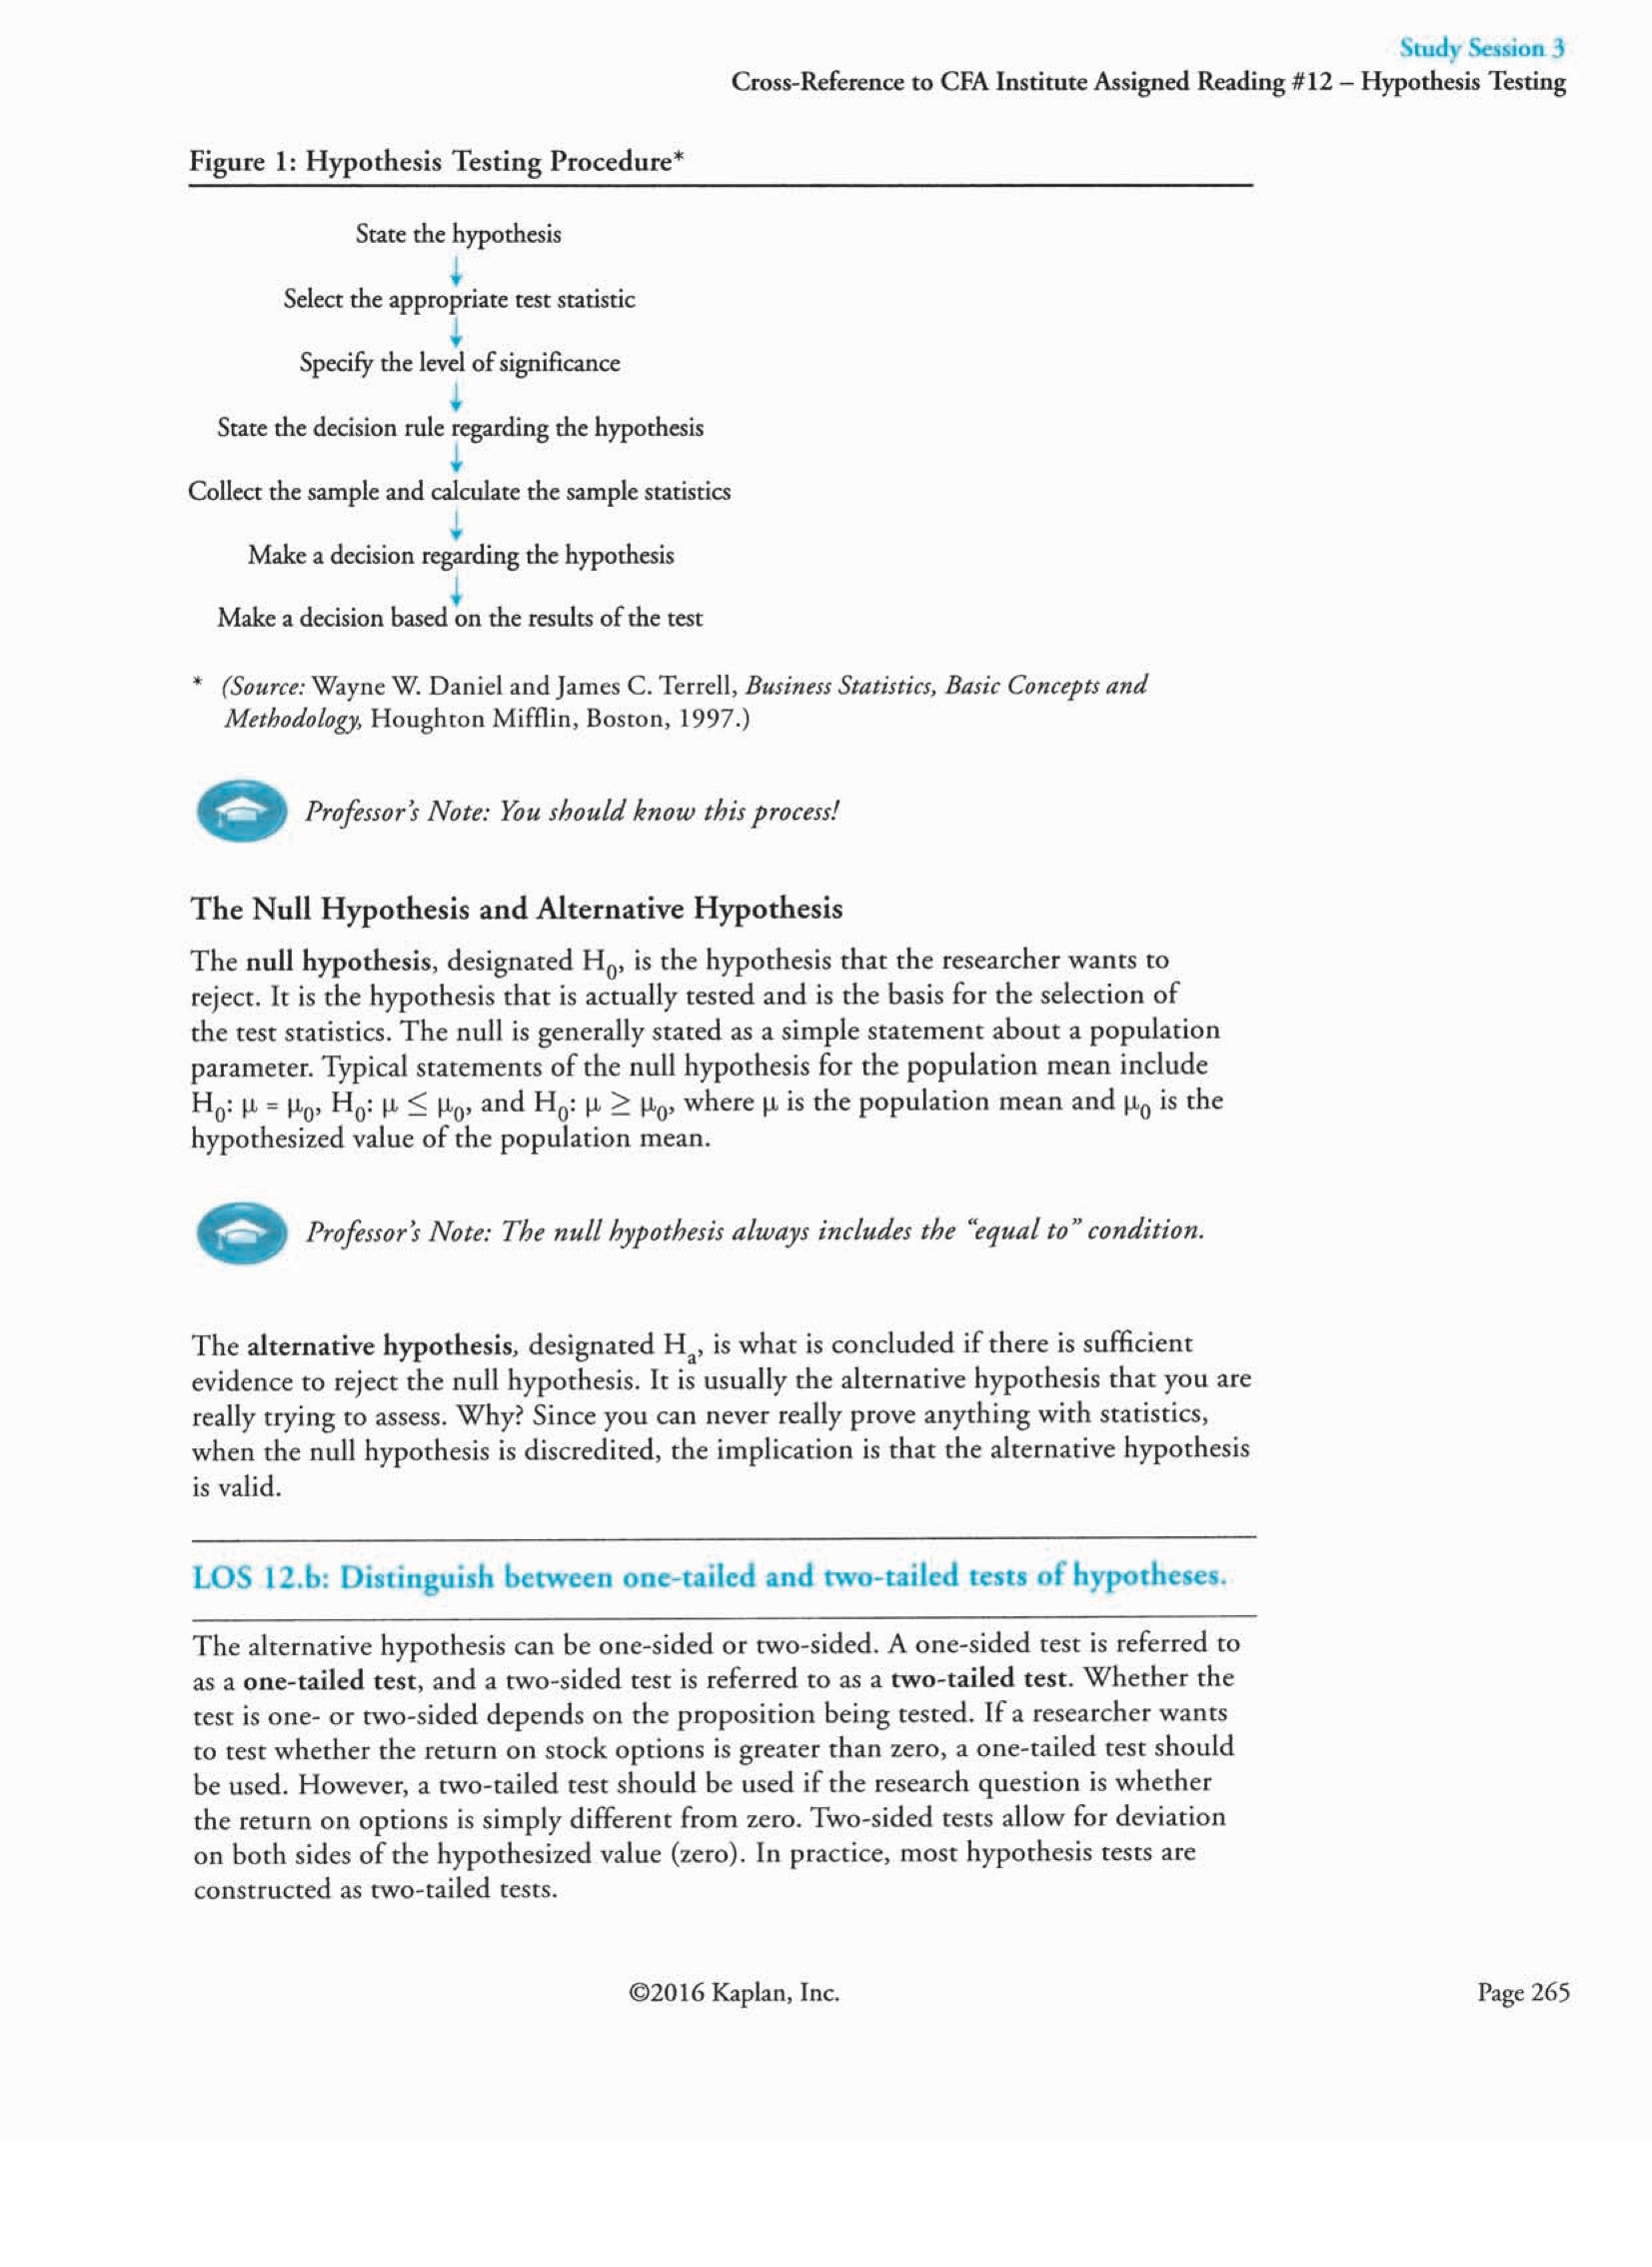 Study Session 3
Cross-Reference to CFA Institute Assigned Reading #12 – Hypothesis Testing
Figure 1: Hypothesis Testing Procedure*
State the hypothesis
Select the appropriate test statistic
Specify the level of significance
State the decision rule regarding the hypothesis
Collect the sample and calculate the sample statistics
Make a decision regarding the hypothesis
Make a decision based on the results of the test
* (Source: Wayne W. Daniel and James C. Terrell, Business Statistics, Basic Concepts and
Methodology, Houghton Mifflin, Boston, 1997.)
Professor's Note: You should know this process!
The Null Hypothesis and Alternative Hypothesis
The null hypothesis, designated H₀, is the hypothesis that the researcher wants to
reject. It is the hypothesis that is actually tested and is the basis for the selection of
the test statistics. The null is generally stated as a simple statement about a population
parameter. Typical statements of the null hypothesis for the population mean include
H₀: μ = μ₀, H₀: μ ≤ μ₀, and H₀: μ ≥ μ₀, where μ is the population mean and μ₀ is the
hypothesized value of the population mean.
Professor's Note: The null hypothesis always includes the “equal to” condition.
The alternative hypothesis, designated Hₐ, is what is concluded if there is sufficient
evidence to reject the null hypothesis. It is usually the alternative hypothesis that you are
really trying to assess. Why? Since you can never really prove anything with statistics,
when the null hypothesis is discredited, the implication is that the alternative hypothesis
is valid.
LOS 12.b: Distinguish between one-tailed and two-tailed tests of hypotheses.
The alternative hypothesis can be one-sided or two-sided. A one-sided test is referred to
as a one-tailed test, and a two-sided test is referred to as a two-tailed test. Whether the
test is one- or two-sided depends on the proposition being tested. If a researcher wants
to test whether the return on stock options is greater than zero, a one-tailed test should
be used. However, a two-tailed test should be used if the research question is whether
the return on options is simply different from zero. Two-sided tests allow for deviation
on both sides of the hypothesized value (zero). In practice, most hypothesis tests are
constructed as two-tailed tests.
©2016 Kaplan, Inc.
Page 265